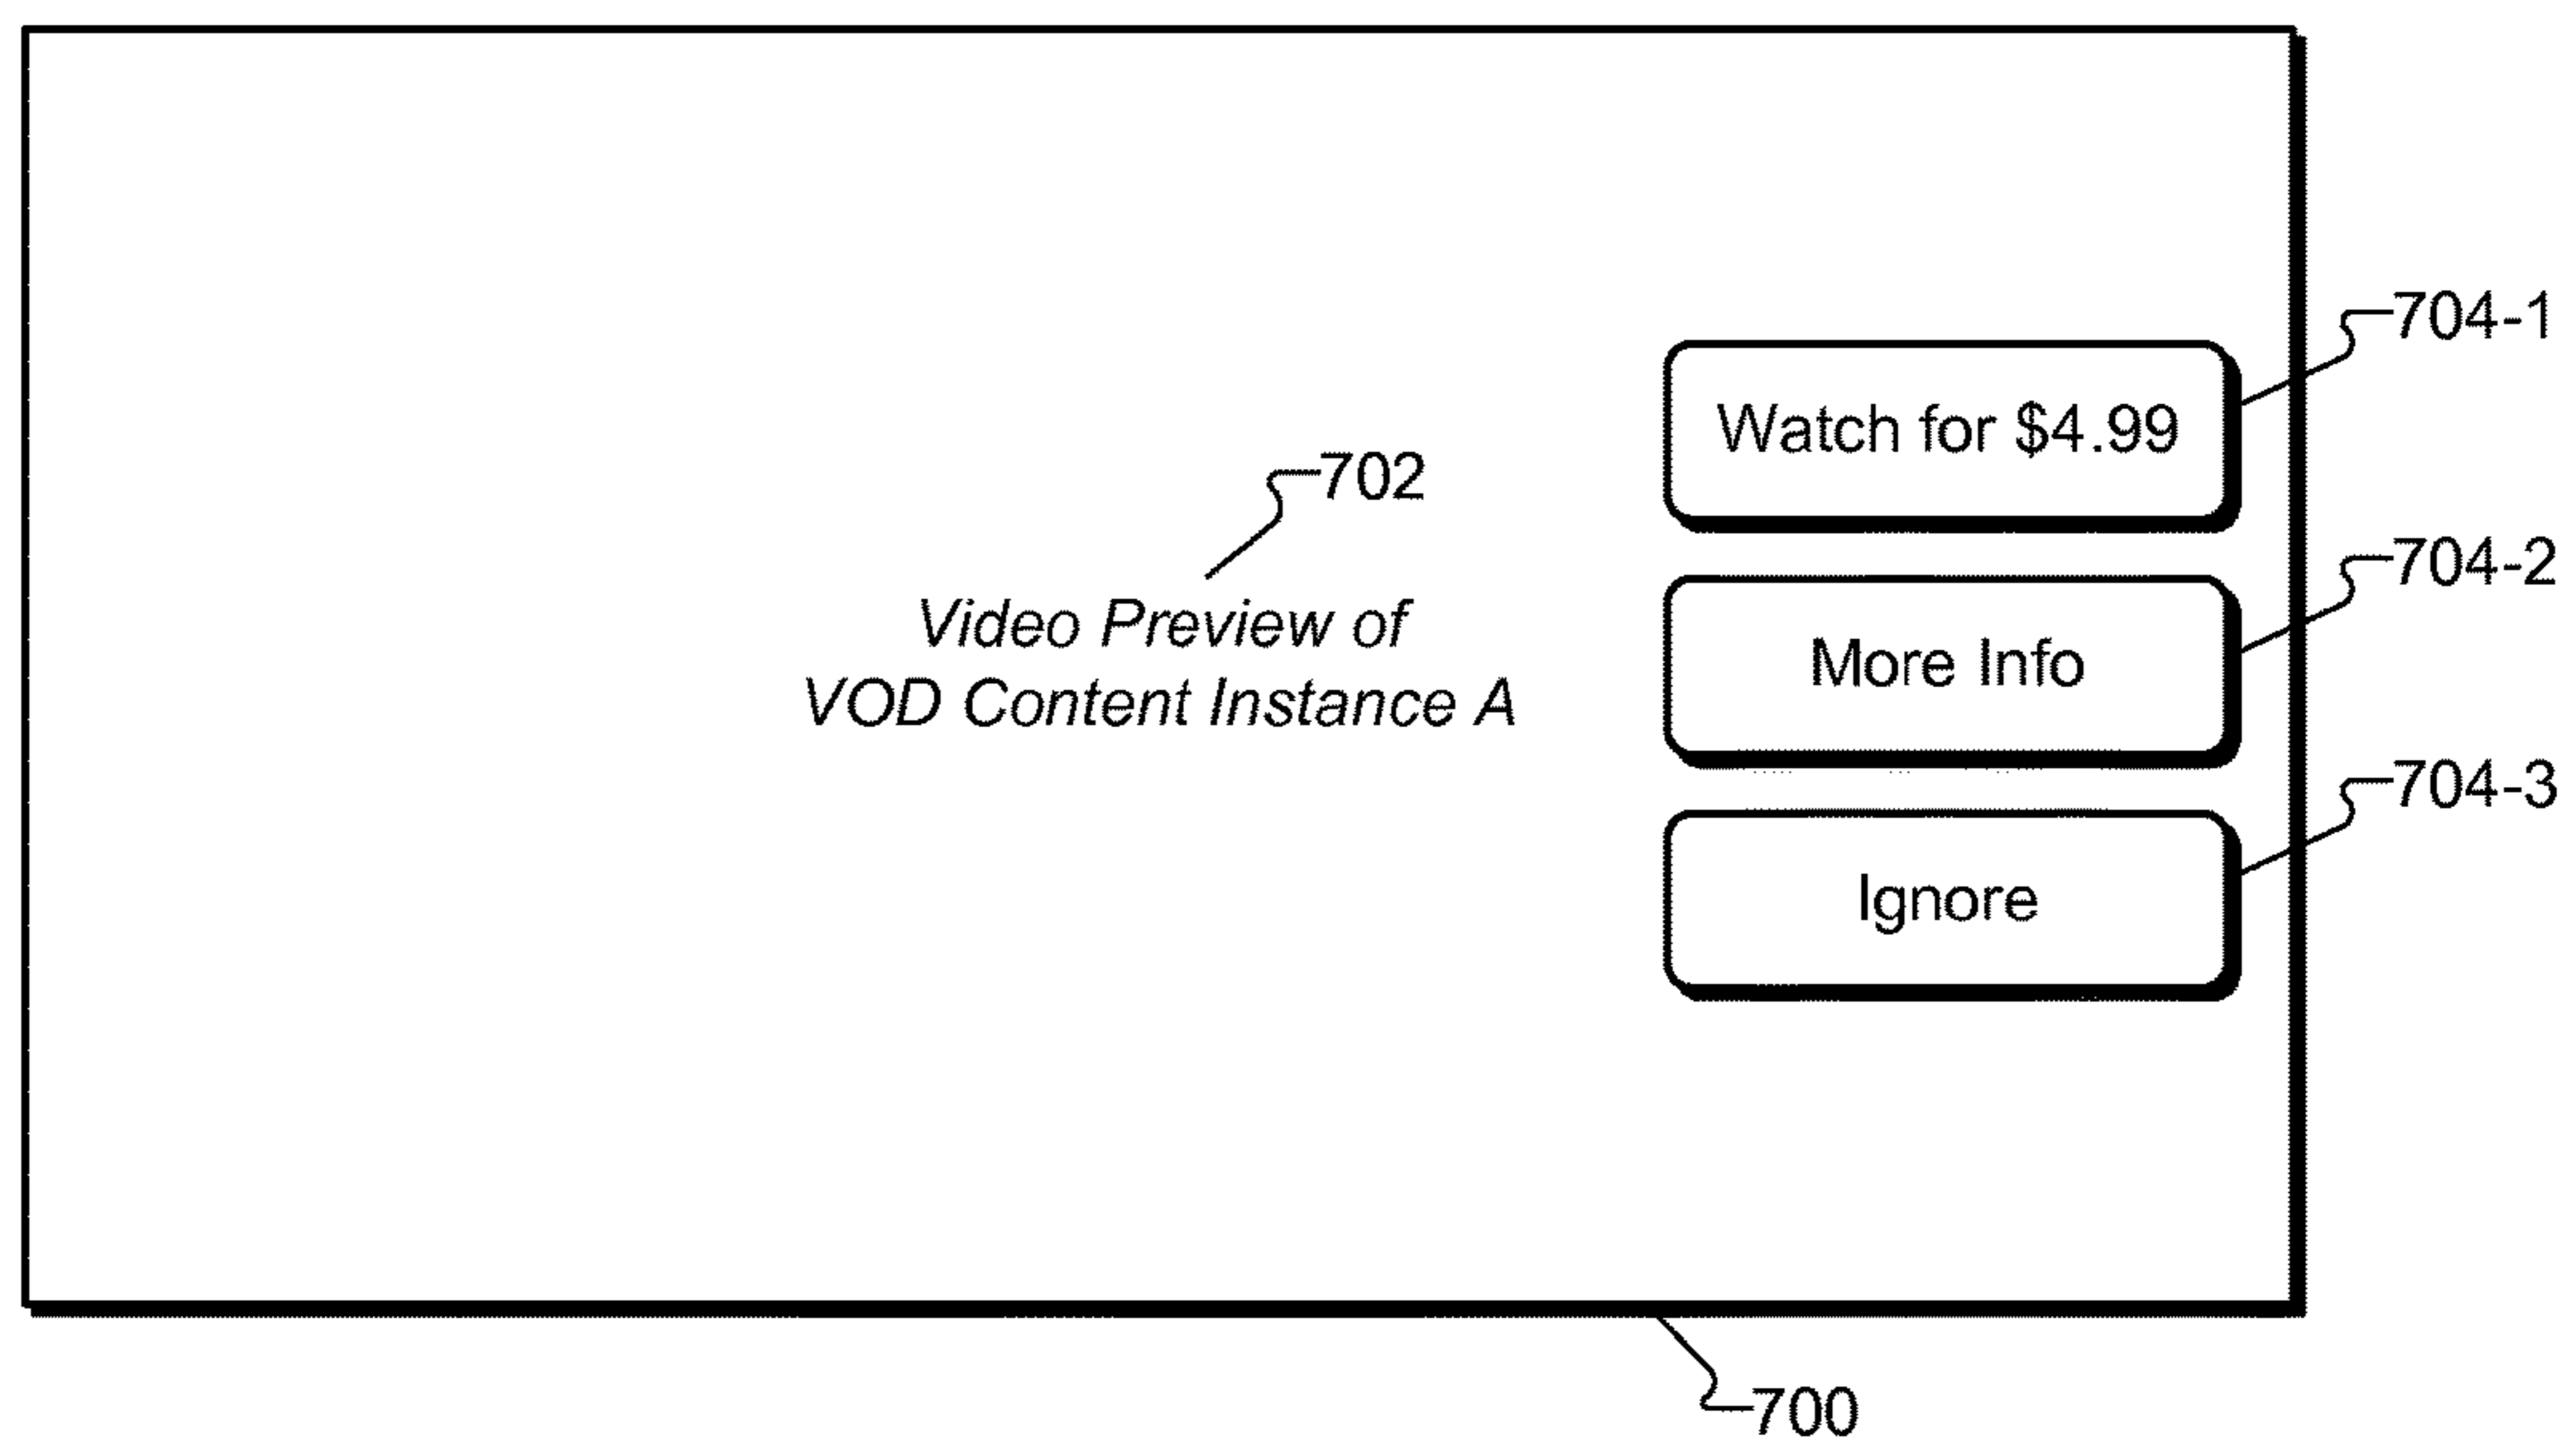 704-1
Watch for $4.99
702
704-2
Video Preview of
More Info
VOD Content Instance A
704-3
Ignore
700